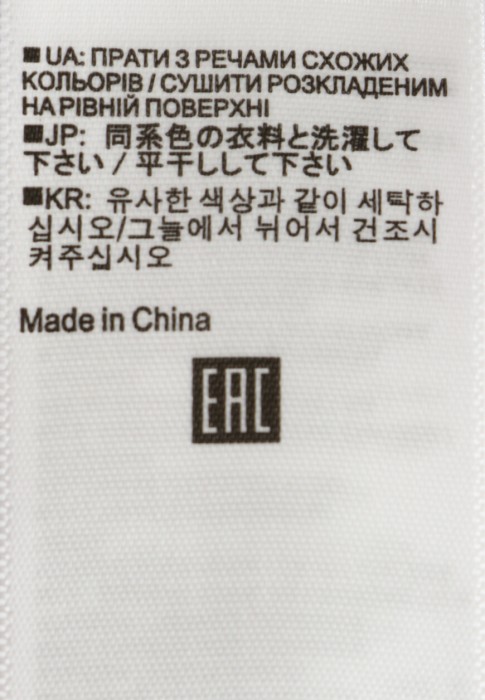 ■ UA: ПРАТИ З РЕЧАМИ СХОЖИХ
КОЛЬОРІВ / СУШИТИ РОЗКЛАДЕНИМ
НА РІВНІЙ ПОВЕРХНІ
■JP: 同系色の衣料と洗濯して
下さい / 平干ししして下さい
■KR: 유사한 색상과 같이 세탁하
십시오/그늘에서 뉘어서 건조시
켜주십시오
Made in China
EAC